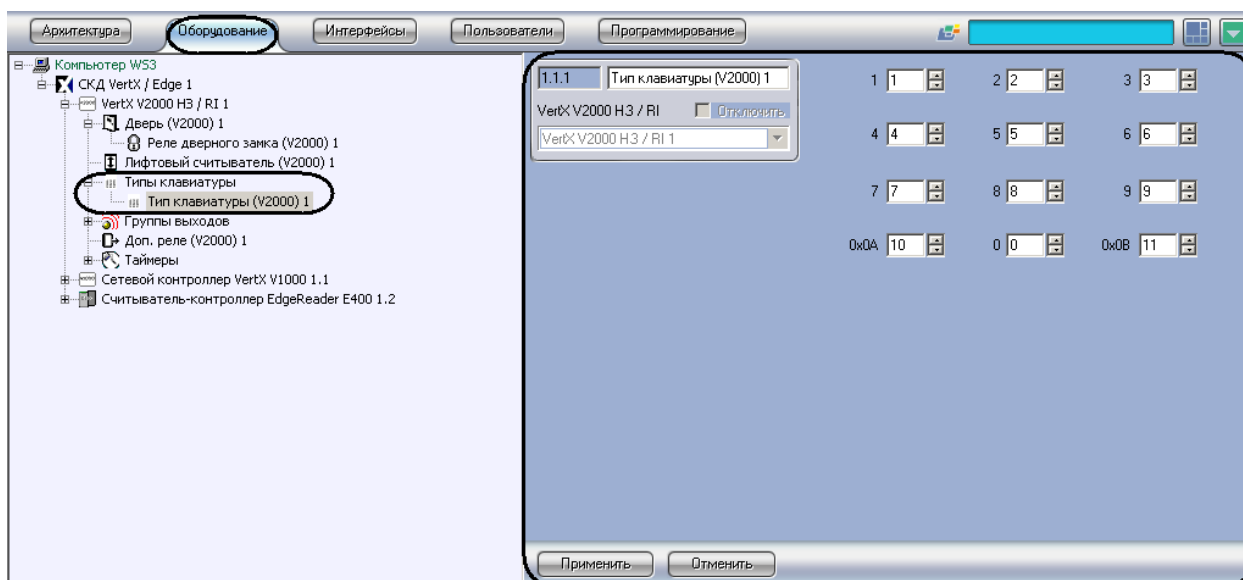 Архитектура Оборудование Интерфейсы Пользователи Программирование
Компьютер WS3
СКД VertX / Edge 1
VertX V2000 H3 / RI 1
Дверь (V2000) 1
Реле дверного замка (V2000) 1
Лифтовый считыватель (V2000) 1
Типы клавиатуры
Тип клавиатуры (V2000) 1
Группы выходов
Доп. реле (V2000) 1
Таймеры
Сетевой контроллер VertX V1000 1.1
Считыватель-контроллер EdgeReader E400 1.2
1.1.1 Тип клавиатуры (V2000) 1
VertX V2000 H3 / RI Отключить
VertX V2000 H3 / RI 1
1 1 2 2 3 3
4 4 5 5 6 6
7 7 8 8 9 9
0x0A 10 0 0 0x0B 11
Применить Отменить